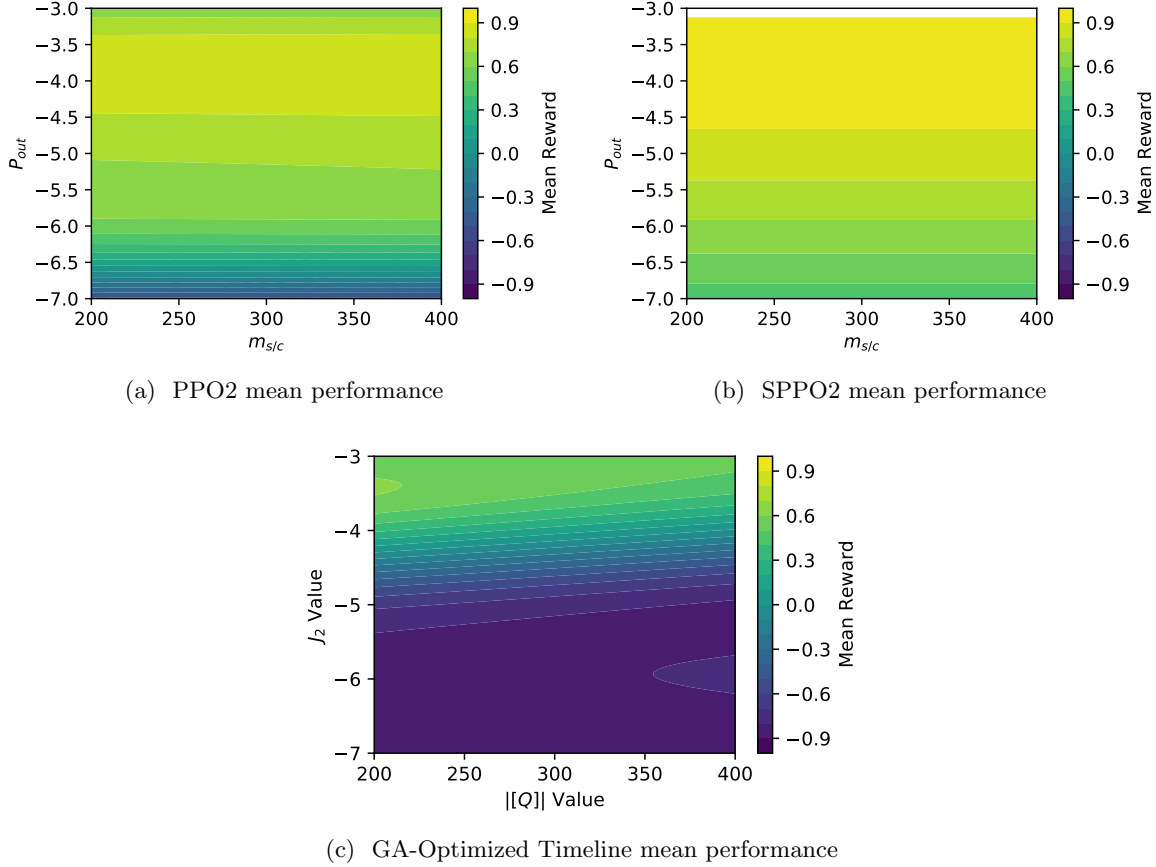 −3.0
−3.5
−4.0
−4.5
−5.0
−5.5
−6.0
−6.5
−7.0
P_out
200 250 300 350 400
m_s/c
0.9
0.6
0.3
0.0
−0.3
−0.6
−0.9
Mean Reward
(a) PPO2 mean performance
−3.0
−3.5
−4.0
−4.5
−5.0
−5.5
−6.0
−6.5
−7.0
P_out
200 250 300 350 400
m_s/c
0.9
0.6
0.3
0.0
−0.3
−0.6
−0.9
Mean Reward
(b) SPPO2 mean performance
−3
−4
−5
−6
−7
J₂ Value
200 250 300 350 400
|[Q]| Value
0.9
0.6
0.3
0.0
−0.3
−0.6
−0.9
Mean Reward
(c) GA-Optimized Timeline mean performance